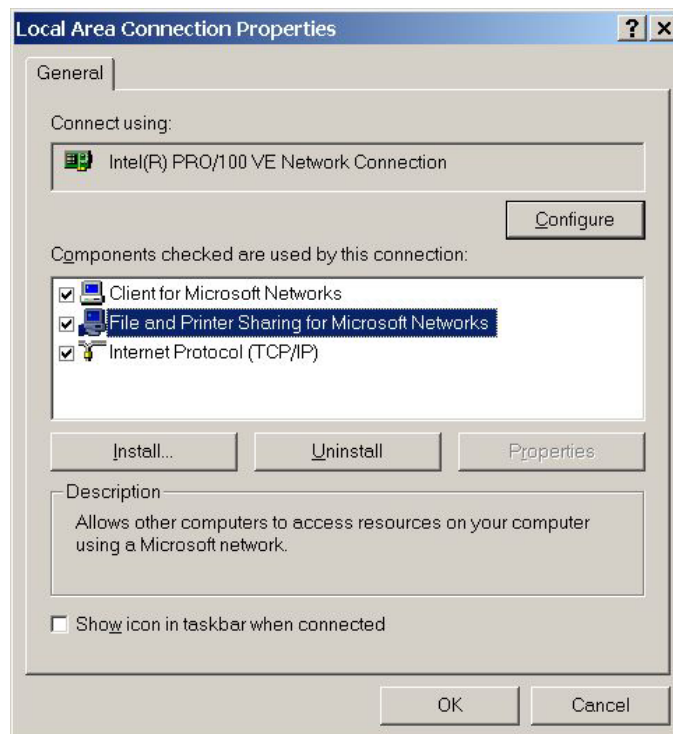 Local Area Connection Properties
General
Connect using:
Intel(R) PRO/100 VE Network Connection
Configure
Components checked are used by this connection:
Client for Microsoft Networks
File and Printer Sharing for Microsoft Networks
Internet Protocol (TCP/IP)
Install... Uninstall Properties
Description
Allows other computers to access resources on your computer
using a Microsoft network.
Show icon in taskbar when connected
OK Cancel